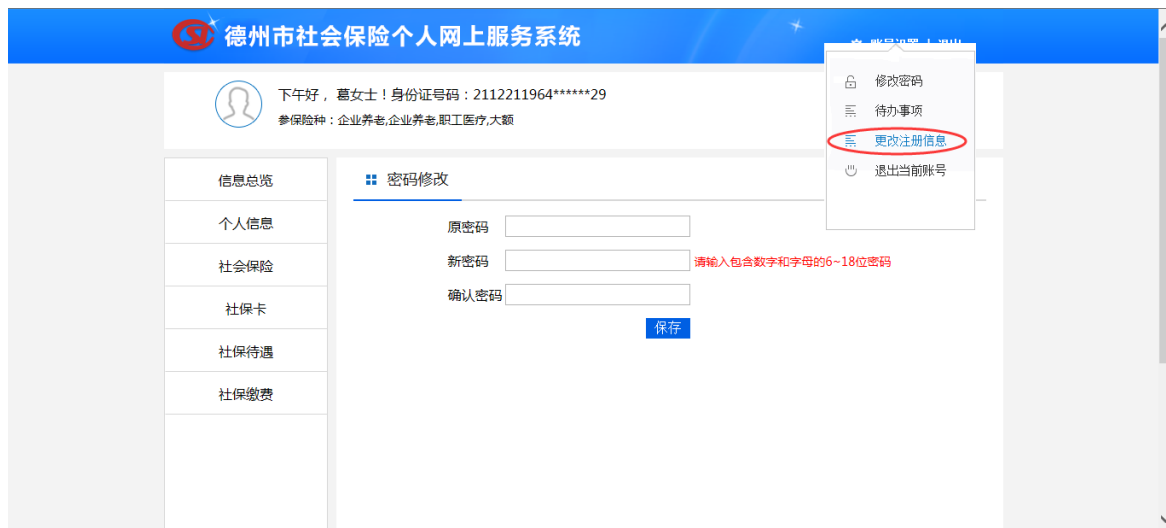 德州市社会保险个人网上服务系统
账号设置 | 退出
修改密码
待办事项
更改注册信息
退出当前账号
下午好，葛女士！身份证号码：2112211964******29
参保险种：企业养老,企业养老,职工医疗,大额
信息总览
个人信息
社会保险
社保卡
社保待遇
社保缴费
密码修改
原密码
新密码 请输入包含数字和字母的6~18位密码
确认密码
保存